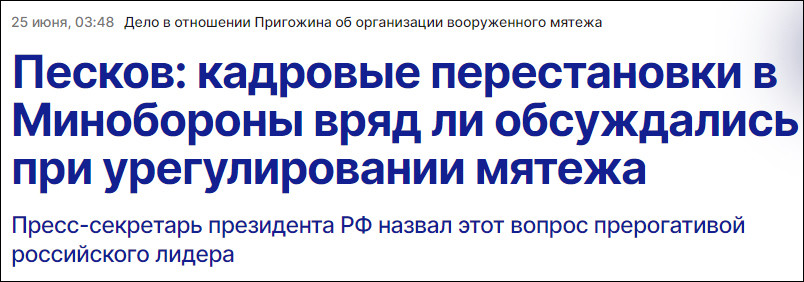 25 июня, 03:48 Дело в отношении Пригожина об организации вооруженного мятежа
Песков: кадровые перестановки в
Минобороны вряд ли обсуждались
при урегулировании мятежа
Пресс-секретарь президента РФ назвал этот вопрос прерогативой
российского лидера